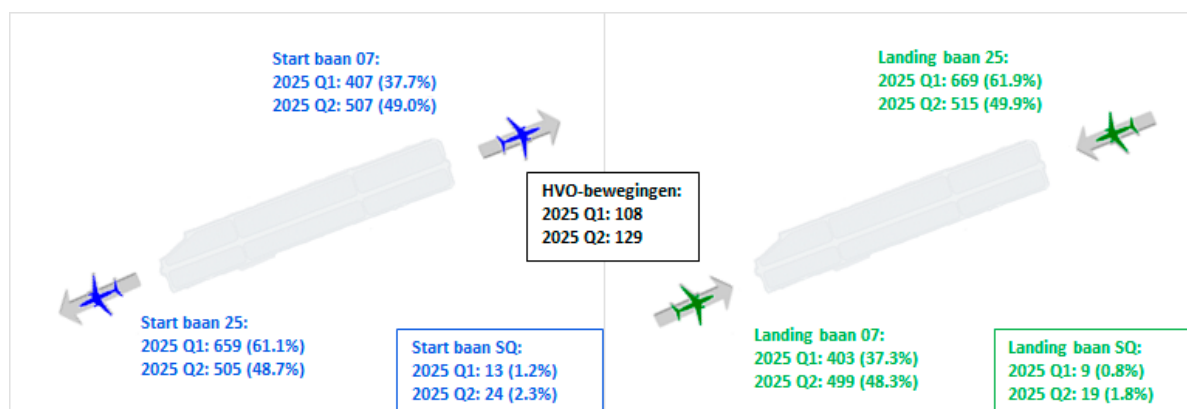 Start baan 07:
2025 Q1: 407 (37.7%)
2025 Q2: 507 (49.0%)
Landing baan 25:
2025 Q1: 669 (61.9%)
2025 Q2: 515 (49.9%)
HVO-bewegingen:
2025 Q1: 108
2025 Q2: 129
Start baan 25:
2025 Q1: 659 (61.1%)
2025 Q2: 505 (48.7%)
Start baan SQ:
2025 Q1: 13 (1.2%)
2025 Q2: 24 (2.3%)
Landing baan 07:
2025 Q1: 403 (37.3%)
2025 Q2: 499 (48.3%)
Landing baan SQ:
2025 Q1: 9 (0.8%)
2025 Q2: 19 (1.8%)